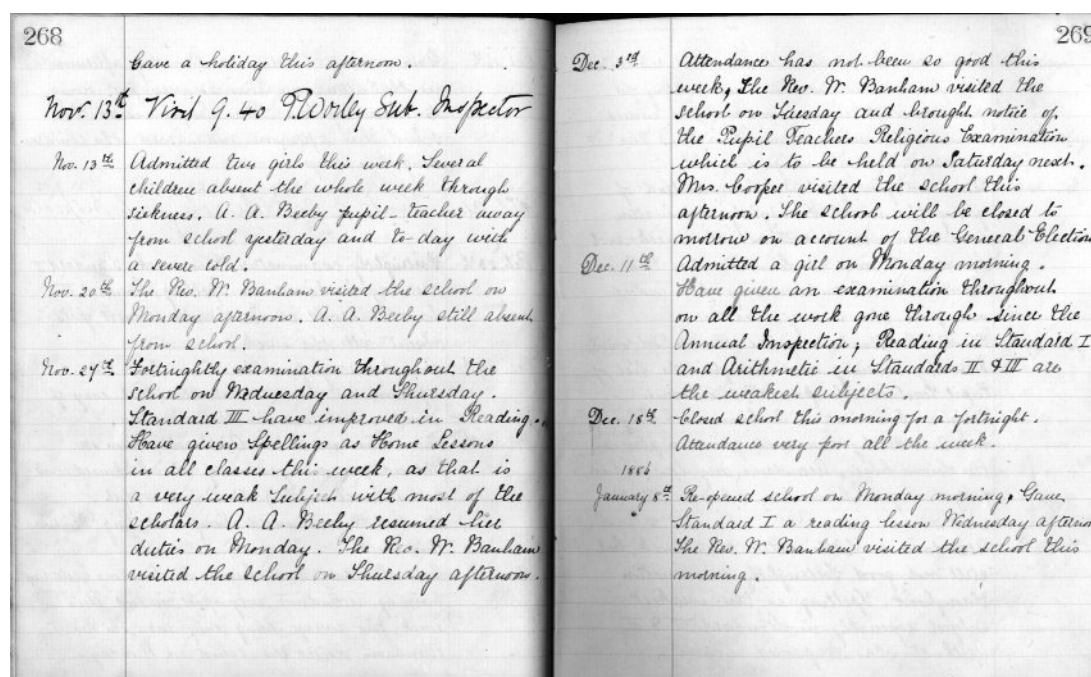 268
Gave a holiday this afternoon.
Nov. 13th Visit 9.40 Sub. Inspector
Nov. 13th Admitted two girls this week. Several
children absent the whole week through
sickness. A. A. Beeby pupil-teacher away
from school yesterday and to-day with
a severe cold.
Nov. 20th The Rev. W. Banham visited the school on
Monday afternoon. A. A. Beeby still absent
from school.
Nov. 27th Fortnightly examination throughout the
school on Wednesday and Thursday.
Standard III have improved in Reading.
Have given Spellings as Home Lessons
in all classes this week, as that is
a very weak Subject with most of the
scholars. A. A. Beeby resumed her
duties on Monday. The Rev. W. Banham
visited the school on Thursday afternoon.
269
Dec. 3rd Attendance has not been so good this
week, The Rev. W. Banham visited the
school on Tuesday and brought notice of
the Pupil Teachers Religious Examination
which is to be held on Saturday next.
Mrs. Cooper visited the school this
afternoon. The school will be closed to
morrow on account of the General Election
Dec. 11th Admitted a girl on Monday morning.
Have given an examination throughout
on all the work gone through since the
Annual Inspection; Reading in Standard I
and Arithmetic in Standards II & III are
the weakest subjects.
Dec. 18th Closed school this morning for a fortnight.
Attendance very poor all the week.
1886
January 8th Re-opened school on Monday morning, Gave
Standard I a reading lesson Wednesday afternoo
The Rev. W. Banham visited the school this
morning.